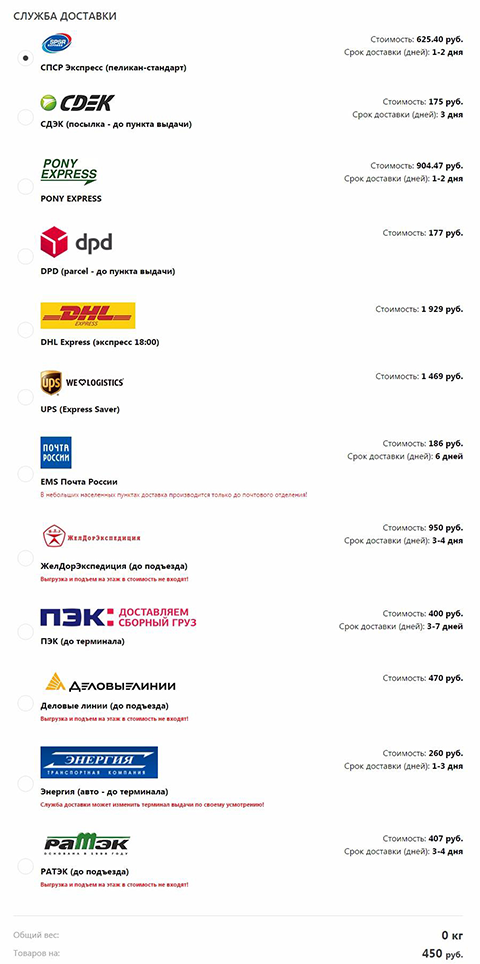 СЛУЖБА ДОСТАВКИ
SPSR EXPRESS
Стоимость: 625.40 руб.
Срок доставки (дней): 1-2 дня
СПСР Экспресс (пеликан-стандарт)
CDEK
Стоимость: 175 руб.
Срок доставки (дней): 3 дня
СДЭК (посылка - до пункта выдачи)
PONY
EXPRESS
Стоимость: 904.47 руб.
Срок доставки (дней): 1-2 дня
PONY EXPRESS
dpd
Стоимость: 177 руб.
DPD (parcel - до пункта выдачи)
DHL
EXPRESS
Стоимость: 1 929 руб.
DHL Express (экспресс 18:00)
ups WE LOGISTICS
Стоимость: 1 469 руб.
UPS (Express Saver)
ПОЧТА
РОССИИ
Стоимость: 186 руб.
Срок доставки (дней): 6 дней
EMS Почта России
В небольших населенных пунктах доставка производится только до почтового отделения!
ЖелДорЭкспедиция
Стоимость: 950 руб.
Срок доставки (дней): 3-4 дня
ЖелДорЭкспедиция (до подъезда)
Выгрузка и подъем на этаж в стоимость не входят!
ПЭК: ДОСТАВЛЯЕМ
СБОРНЫЙ ГРУЗ
Стоимость: 400 руб.
Срок доставки (дней): 3-7 дней
ПЭК (до терминала)
ДЕЛОВЫЕ ЛИНИИ
Стоимость: 470 руб.
Деловые линии (до подъезда)
Выгрузка и подъем на этаж в стоимость не входят!
ЭНЕРГИЯ
ТРАНСПОРТНАЯ КОМПАНИЯ
Стоимость: 260 руб.
Срок доставки (дней): 1-3 дня
Энергия (авто - до терминала)
Служба доставки может изменить терминал выдачи по своему усмотрению!
РАТЭК
ОСНОВАНА В 1998 ГОДУ
Стоимость: 407 руб.
Срок доставки (дней): 3-4 дня
РАТЭК (до подъезда)
Выгрузка и подъем на этаж в стоимость не входят!
Общий вес: 0 кг
Товаров на: 450 руб.